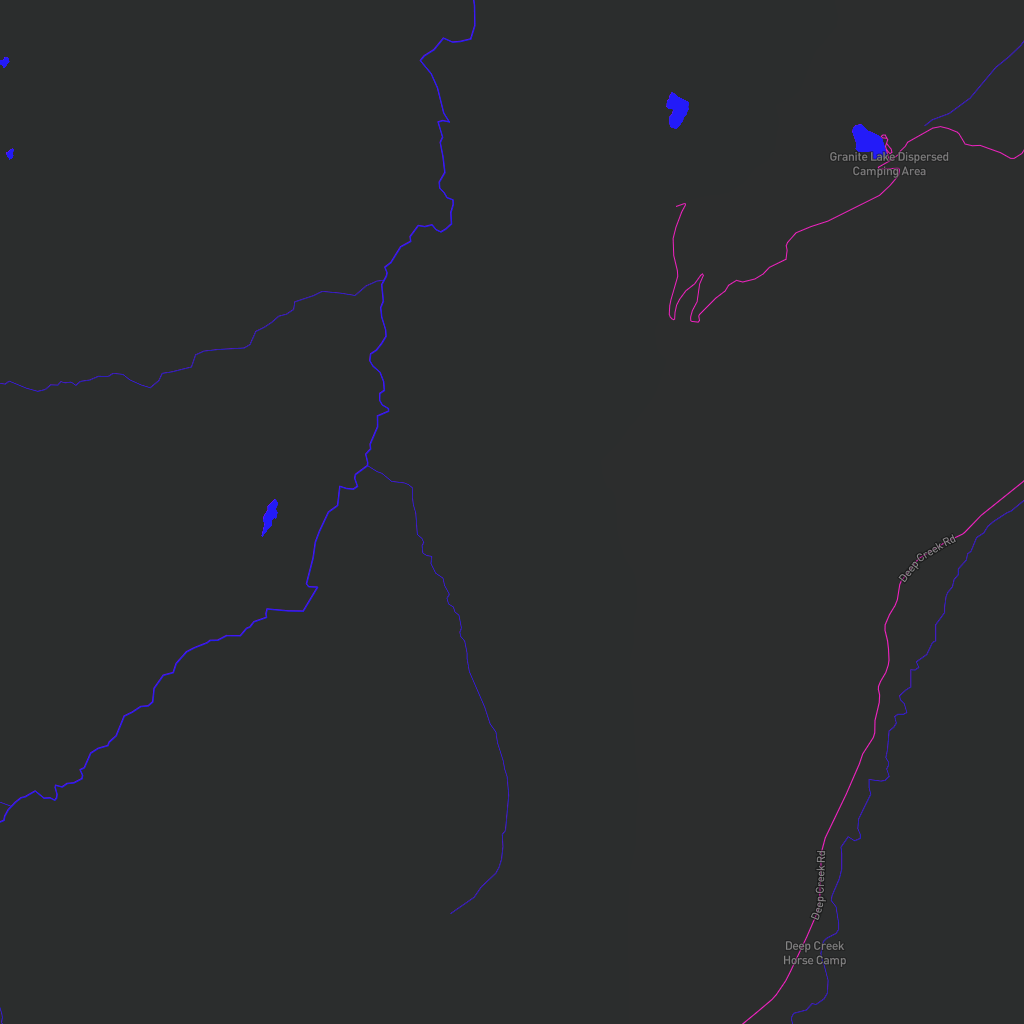 Granite Lake Dispersed
Camping Area
Deep Creek Rd
Deep Creek Rd
Deep Creek
Horse Camp